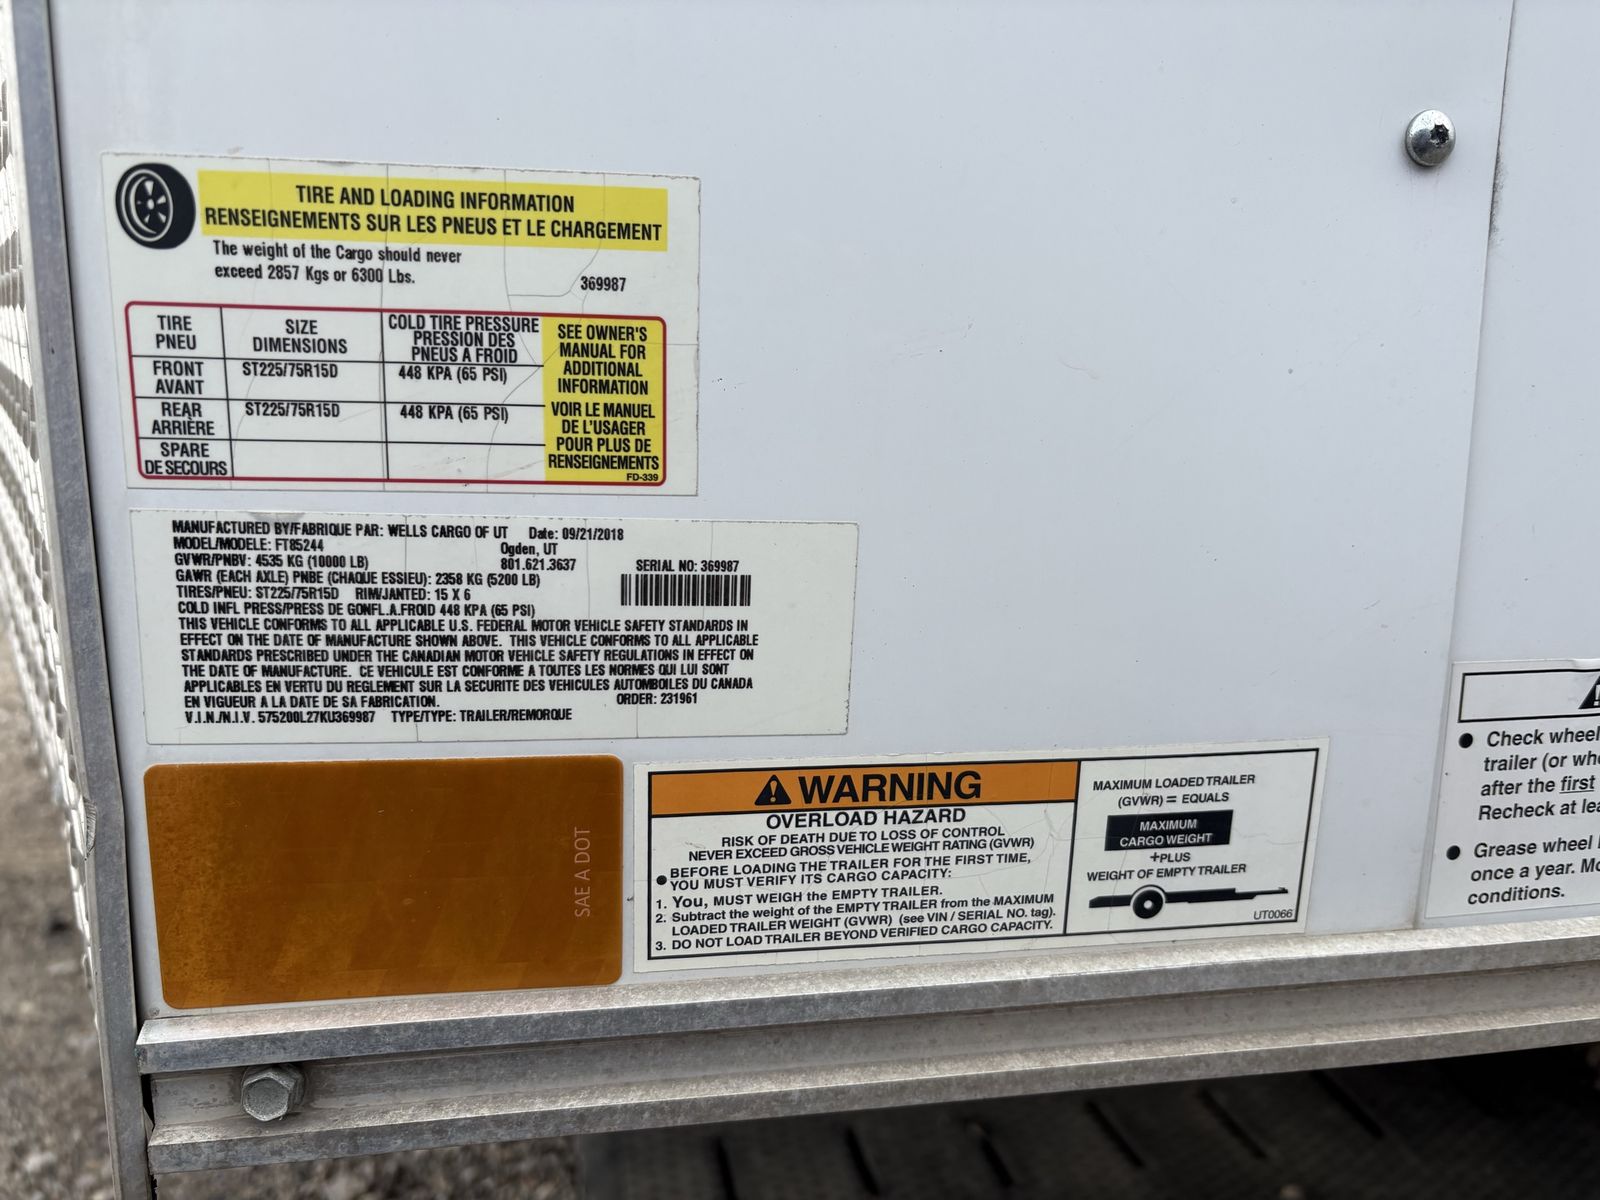 TIRE AND LOADING INFORMATION
RENSEIGNEMENTS SUR LES PNEUS ET LE CHARGEMENT
The weight of the Cargo should never
exceed 2857 Kgs or 6300 Lbs.
369987
TIRE
PNEU
SIZE
DIMENSIONS
COLD TIRE PRESSURE
PRESSION DES
PNEUS A FROID
SEE OWNER'S
MANUAL FOR
ADDITIONAL
INFORMATION
FRONT
AVANT
ST225/75R15D
448 KPA (65 PSI)
REAR
ARRIÈRE
ST225/75R15D
448 KPA (65 PSI)
VOIR LE MANUEL
DE L'USAGER
POUR PLUS DE
RENSEIGNEMENTS
SPARE
DE SECOURS
FD-339
MANUFACTURED BY/FABRIQUE PAR: WELLS CARGO OF UT Date: 09/21/2018
MODEL/MODELE: FT85244 Ogden, UT
GVWR/PNBV: 4535 KG (10000 LB) 801.621.3637 SERIAL NO: 369987
GAWR (EACH AXLE) PNBE (CHAQUE ESSIEU): 2358 KG (5200 LB)
TIRES/PNEU: ST225/75R15D RIM/JANTED: 15 X 6
COLD INFL PRESS/PRESS DE GONFL.A.FROID 448 KPA (65 PSI)
THIS VEHICLE CONFORMS TO ALL APPLICABLE U.S. FEDERAL MOTOR VEHICLE SAFETY STANDARDS IN
EFFECT ON THE DATE OF MANUFACTURE SHOWN ABOVE. THIS VEHICLE CONFORMS TO ALL APPLICABLE
STANDARDS PRESCRIBED UNDER THE CANADIAN MOTOR VEHICLE SAFETY REGULATIONS IN EFFECT ON
THE DATE OF MANUFACTURE. CE VEHICULE EST CONFORME A TOUTES LES NORMES QUI LUI SONT
APPLICABLES EN VERTU DU REGLEMENT SUR LA SECURITE DES VEHICULES AUTOMBOILES DU CANADA
EN VIGUEUR A LA DATE DE SA FABRICATION. ORDER: 231961
V.I.N./N.I.V. 575200L27KU369987 TYPE/TYPE: TRAILER/REMORQUE
SAE A DOT
WARNING
OVERLOAD HAZARD
RISK OF DEATH DUE TO LOSS OF CONTROL
NEVER EXCEED GROSS VEHICLE WEIGHT RATING (GVWR)
● BEFORE LOADING THE TRAILER FOR THE FIRST TIME,
YOU MUST VERIFY ITS CARGO CAPACITY:
1. You, MUST WEIGH the EMPTY TRAILER.
2. Subtract the weight of the EMPTY TRAILER from the MAXIMUM
LOADED TRAILER WEIGHT (GVWR) (see VIN / SERIAL NO. tag).
3. DO NOT LOAD TRAILER BEYOND VERIFIED CARGO CAPACITY.
MAXIMUM LOADED TRAILER
(GVWR) = EQUALS
MAXIMUM
CARGO WEIGHT
+PLUS
WEIGHT OF EMPTY TRAILER
UT0066
● Check wheel
trailer (or whe
after the first
Recheck at lea
● Grease wheel
once a year. Mo
conditions.